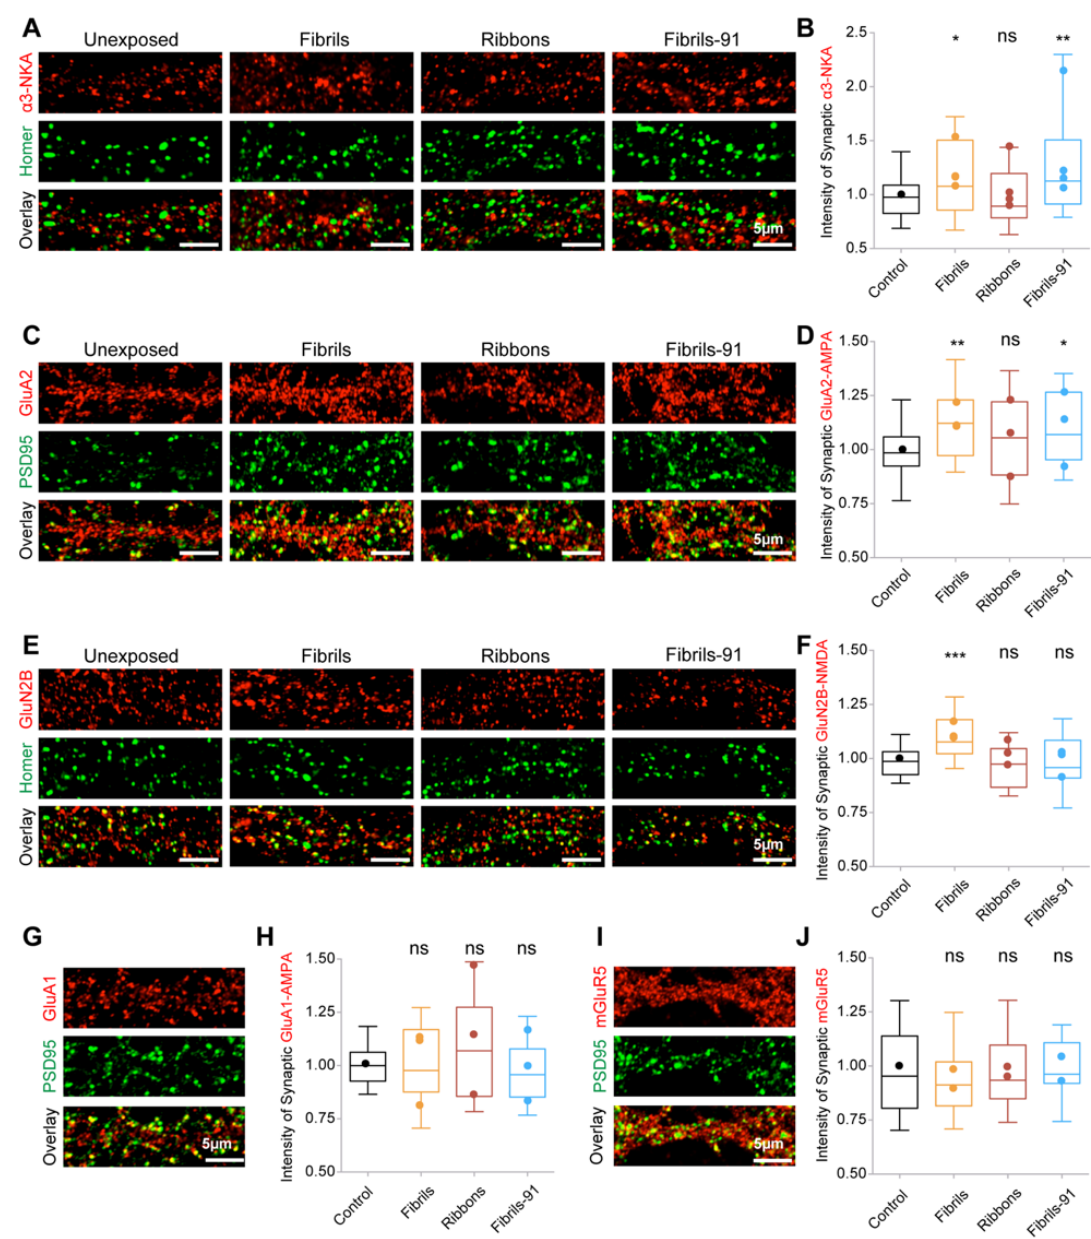 A
Unexposed Fibrils Ribbons Fibrils-91
α3-NKA
Homer
Overlay
5µm
B
Intensity of Synaptic α3-NKA
2.5
2.0
1.5
1.0
0.5
* ns **
Control Fibrils Ribbons Fibrils-91
C
Unexposed Fibrils Ribbons Fibrils-91
GluA2
PSD95
Overlay
5µm
D
Intensity of Synaptic GluA2-AMPA
1.50
1.25
1.00
0.75
0.50
** ns *
Control Fibrils Ribbons Fibrils-91
E
Unexposed Fibrils Ribbons Fibrils-91
GluN2B
Homer
Overlay
5µm
F
Intensity of Synaptic GluN2B-NMDA
1.50
1.25
1.00
0.75
0.50
*** ns ns
Control Fibrils Ribbons Fibrils-91
G
GluA1
PSD95
Overlay
5µm
H
Intensity of Synaptic GluA1-AMPA
1.50
1.25
1.00
0.75
0.50
ns ns ns
Control Fibrils Ribbons Fibrils-91
I
mGluR5
PSD95
Overlay
5µm
J
Intensity of Synaptic mGluR5
1.50
1.25
1.00
0.75
0.50
ns ns ns
Control Fibrils Ribbons Fibrils-91